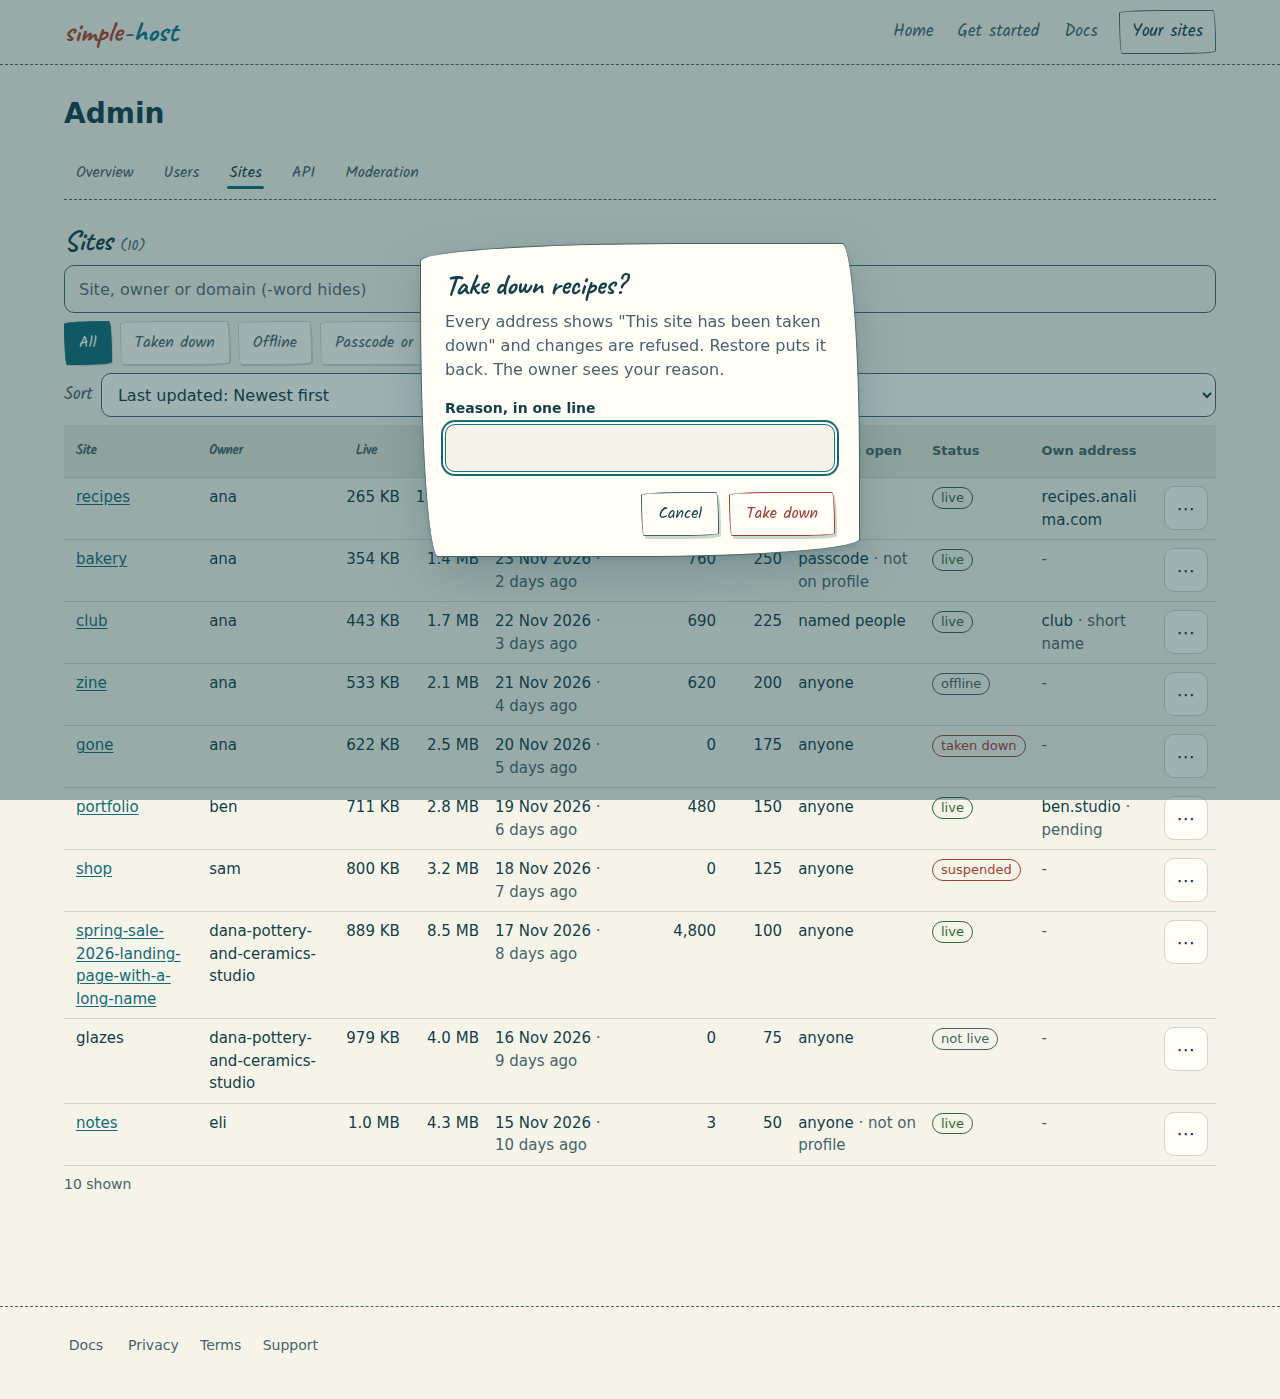 simple-host
Home Get started Docs Your sites
Admin
Overview Users Sites API Moderation
Sites (10)
Site, owner or domain (-word hides)
All Taken down Offline Passcode or
Sort Last updated: Newest first
Take down recipes?
Every address shows "This site has been taken
down" and changes are refused. Restore puts it
back. The owner sees your reason.
Reason, in one line
Cancel Take down
Site Owner Live open Status Own address
recipes ana 265 KB live recipes.anali
ma.com
bakery ana 354 KB 1.4 MB 23 Nov 2026 · 760 250 passcode · not live -
2 days ago on profile
club ana 443 KB 1.7 MB 22 Nov 2026 · 690 225 named people live club · short
3 days ago name
zine ana 533 KB 2.1 MB 21 Nov 2026 · 620 200 anyone offline -
4 days ago
gone ana 622 KB 2.5 MB 20 Nov 2026 · 0 175 anyone taken down -
5 days ago
portfolio ben 711 KB 2.8 MB 19 Nov 2026 · 480 150 anyone live ben.studio ·
6 days ago pending
shop sam 800 KB 3.2 MB 18 Nov 2026 · 0 125 anyone suspended -
7 days ago
spring-sale- dana-pottery- 889 KB 8.5 MB 17 Nov 2026 · 4,800 100 anyone live -
2026-landing- and-ceramics- 8 days ago
page-with-a- studio
long-name
glazes dana-pottery- 979 KB 4.0 MB 16 Nov 2026 · 0 75 anyone not live -
and-ceramics- 9 days ago
studio
notes eli 1.0 MB 4.3 MB 15 Nov 2026 · 3 50 anyone · not on live -
10 days ago profile
10 shown
Docs Privacy Terms Support